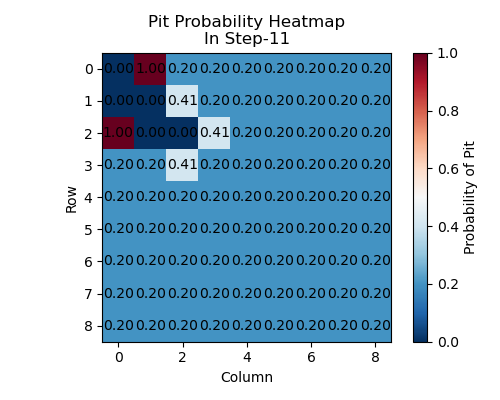 Pit Probability Heatmap
In Step-11
0 0.00 1.00 0.20 0.20 0.20 0.20 0.20 0.20 0.20
1 0.00 0.00 0.41 0.20 0.20 0.20 0.20 0.20 0.20
2 1.00 0.00 0.00 0.41 0.20 0.20 0.20 0.20 0.20
3 0.20 0.20 0.41 0.20 0.20 0.20 0.20 0.20 0.20
4 0.20 0.20 0.20 0.20 0.20 0.20 0.20 0.20 0.20
5 0.20 0.20 0.20 0.20 0.20 0.20 0.20 0.20 0.20
6 0.20 0.20 0.20 0.20 0.20 0.20 0.20 0.20 0.20
7 0.20 0.20 0.20 0.20 0.20 0.20 0.20 0.20 0.20
8 0.20 0.20 0.20 0.20 0.20 0.20 0.20 0.20 0.20
0 2 4 6 8
Column
Row
1.0
0.8
0.6
0.4
0.2
0.0
Probability of Pit